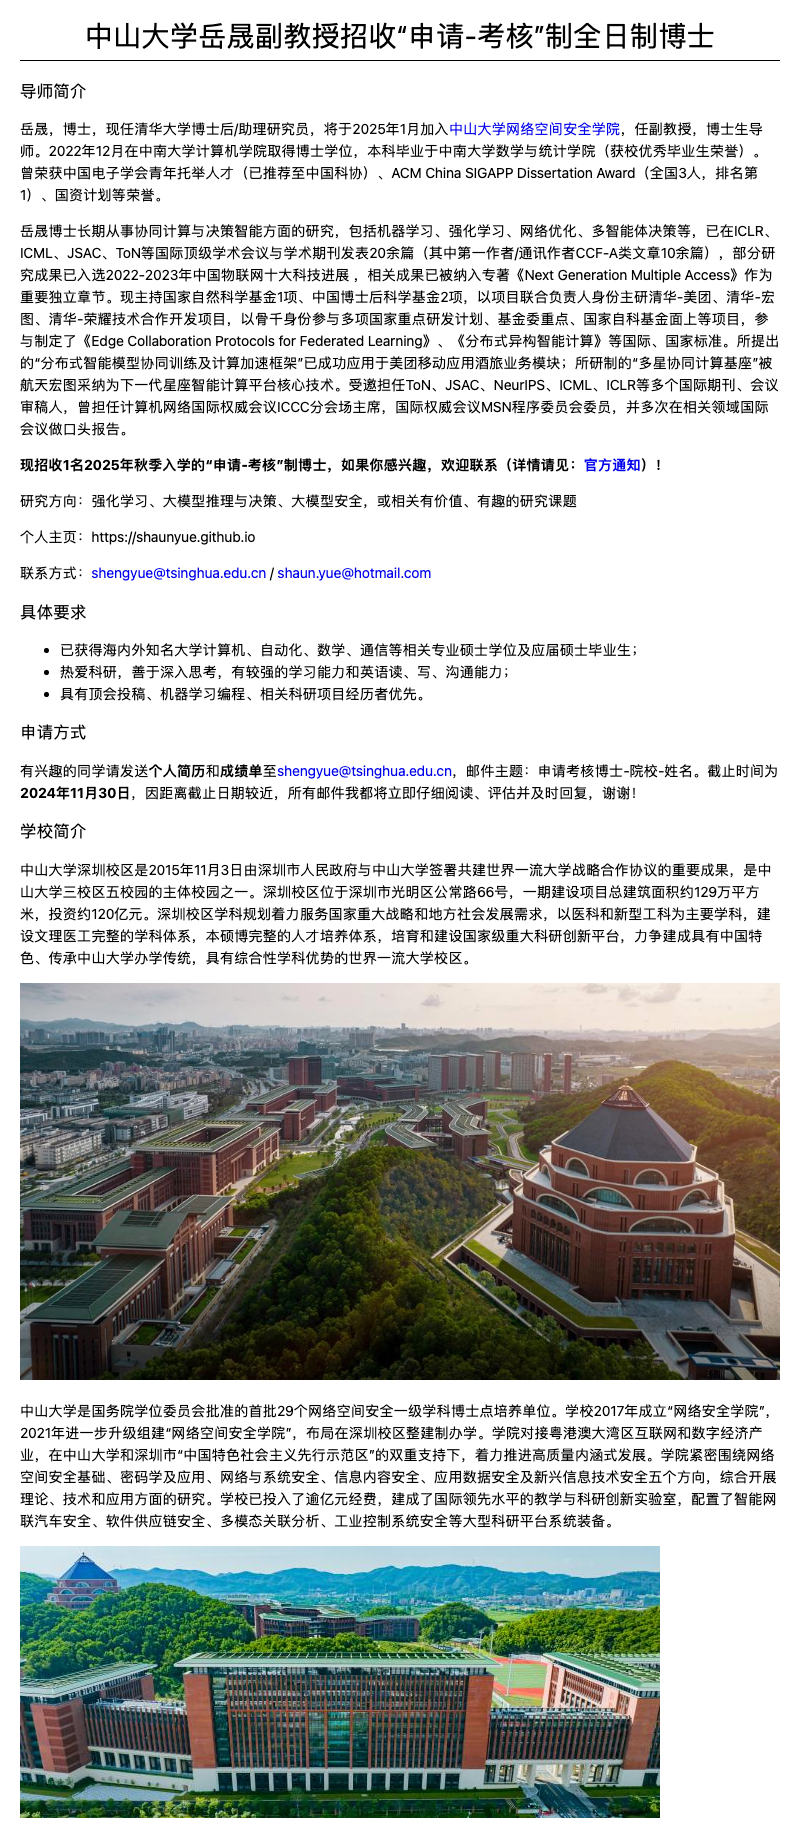 中山大学岳晟副教授招收“申请-考核”制全日制博士
导师简介
岳晟，博士，现任清华大学博士后/助理研究员，将于2025年1月加入中山大学网络空间安全学院，任副教授，博士生导
师。2022年12月在中南大学计算机学院取得博士学位，本科毕业于中南大学数学与统计学院（获校优秀毕业生荣誉）。
曾荣获中国电子学会青年托举人才（已推荐至中国科协）、ACM China SIGAPP Dissertation Award（全国3人，排名第
1）、国资计划等荣誉。
岳晟博士长期从事协同计算与决策智能方面的研究，包括机器学习、强化学习、网络优化、多智能体决策等，已在ICLR、
ICML、JSAC、ToN等国际顶级学术会议与学术期刊发表20余篇（其中第一作者/通讯作者CCF-A类文章10余篇），部分研
究成果已入选2022-2023年中国物联网十大科技进展 ，相关成果已被纳入专著《Next Generation Multiple Access》作为
重要独立章节。现主持国家自然科学基金1项、中国博士后科学基金2项，以项目联合负责人身份主研清华-美团、清华-宏
图、清华-荣耀技术合作开发项目，以骨干身份参与多项国家重点研发计划、基金委重点、国家自科基金面上等项目，参
与制定了《Edge Collaboration Protocols for Federated Learning》、《分布式异构智能计算》等国际、国家标准。所提出
的“分布式智能模型协同训练及计算加速框架”已成功应用于美团移动应用酒旅业务模块；所研制的“多星协同计算基座”被
航天宏图采纳为下一代星座智能计算平台核心技术。受邀担任ToN、JSAC、NeurIPS、ICML、ICLR等多个国际期刊、会议
审稿人，曾担任计算机网络国际权威会议ICCC分会场主席，国际权威会议MSN程序委员会委员，并多次在相关领域国际
会议做口头报告。
现招收1名2025年秋季入学的“申请-考核”制博士，如果你感兴趣，欢迎联系（详情请见：官方通知）！
研究方向：强化学习、大模型推理与决策、大模型安全，或相关有价值、有趣的研究课题
个人主页：https://shaunyue.github.io
联系方式：shengyue@tsinghua.edu.cn / shaun.yue@hotmail.com
具体要求
• 已获得海内外知名大学计算机、自动化、数学、通信等相关专业硕士学位及应届硕士毕业生；
• 热爱科研，善于深入思考，有较强的学习能力和英语读、写、沟通能力；
• 具有顶会投稿、机器学习编程、相关科研项目经历者优先。
申请方式
有兴趣的同学请发送个人简历和成绩单至shengyue@tsinghua.edu.cn，邮件主题：申请考核博士-院校-姓名。截止时间为
2024年11月30日，因距离截止日期较近，所有邮件我都将立即仔细阅读、评估并及时回复，谢谢！
学校简介
中山大学深圳校区是2015年11月3日由深圳市人民政府与中山大学签署共建世界一流大学战略合作协议的重要成果，是中
山大学三校区五校园的主体校园之一。深圳校区位于深圳市光明区公常路66号，一期建设项目总建筑面积约129万平方
米，投资约120亿元。深圳校区学科规划着力服务国家重大战略和地方社会发展需求，以医科和新型工科为主要学科，建
设文理医工完整的学科体系，本硕博完整的人才培养体系，培育和建设国家级重大科研创新平台，力争建成具有中国特
色、传承中山大学办学传统，具有综合性学科优势的世界一流大学校区。
中山大学是国务院学位委员会批准的首批29个网络空间安全一级学科博士点培养单位。学校2017年成立“网络安全学院”，
2021年进一步升级组建“网络空间安全学院”，布局在深圳校区整建制办学。学院对接粤港澳大湾区互联网和数字经济产
业，在中山大学和深圳市“中国特色社会主义先行示范区”的双重支持下，着力推进高质量内涵式发展。学院紧密围绕网络
空间安全基础、密码学及应用、网络与系统安全、信息内容安全、应用数据安全及新兴信息技术安全五个方向，综合开展
理论、技术和应用方面的研究。学校已投入了逾亿元经费，建成了国际领先水平的教学与科研创新实验室，配置了智能网
联汽车安全、软件供应链安全、多模态关联分析、工业控制系统安全等大型科研平台系统装备。